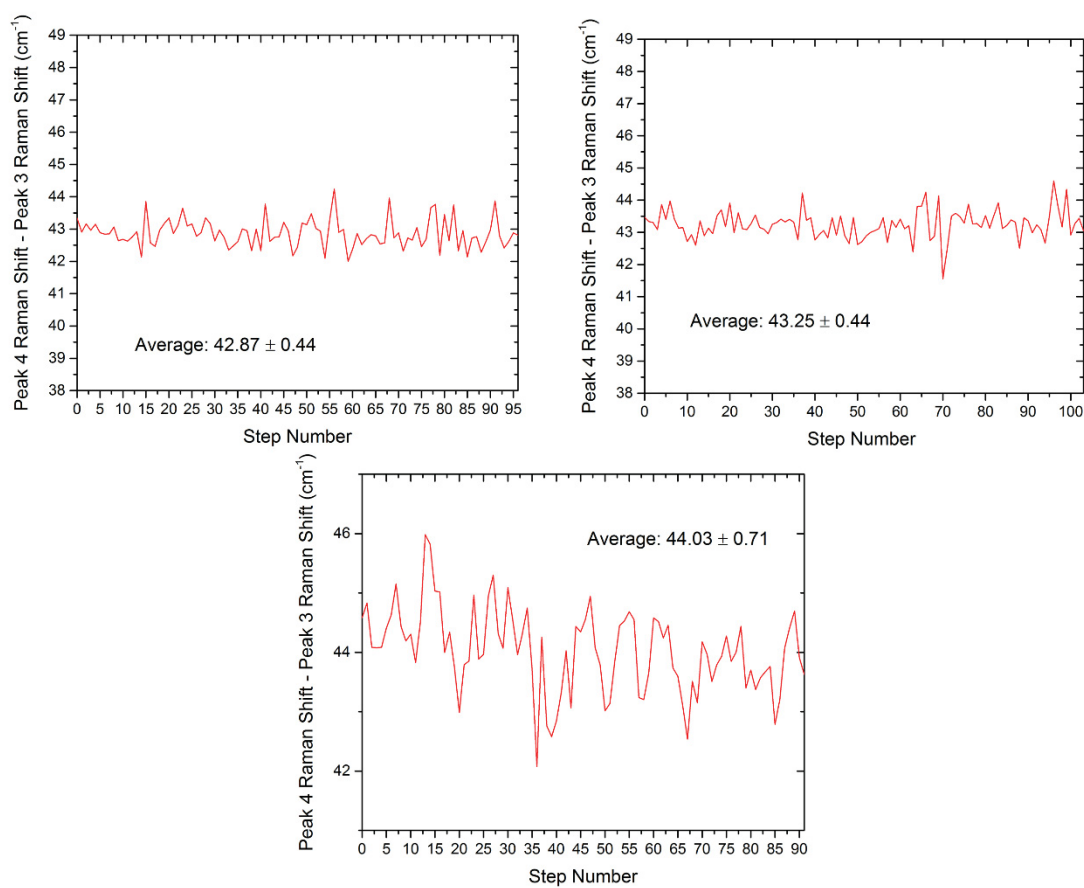 Peak 4 Raman Shift - Peak 3 Raman Shift (cm⁻¹)
49
48
47
46
45
44
43
42
41
40
39
38
Average: 42.87 ± 0.44
0 5 10 15 20 25 30 35 40 45 50 55 60 65 70 75 80 85 90 95
Step Number
Peak 4 Raman Shift - Peak 3 Raman Shift (cm⁻¹)
49
48
47
46
45
44
43
42
41
40
39
38
Average: 43.25 ± 0.44
0 10 20 30 40 50 60 70 80 90 100
Step Number
Peak 4 Raman Shift - Peak 3 Raman Shift (cm⁻¹)
46
44
42
Average: 44.03 ± 0.71
0 5 10 15 20 25 30 35 40 45 50 55 60 65 70 75 80 85 90
Step Number